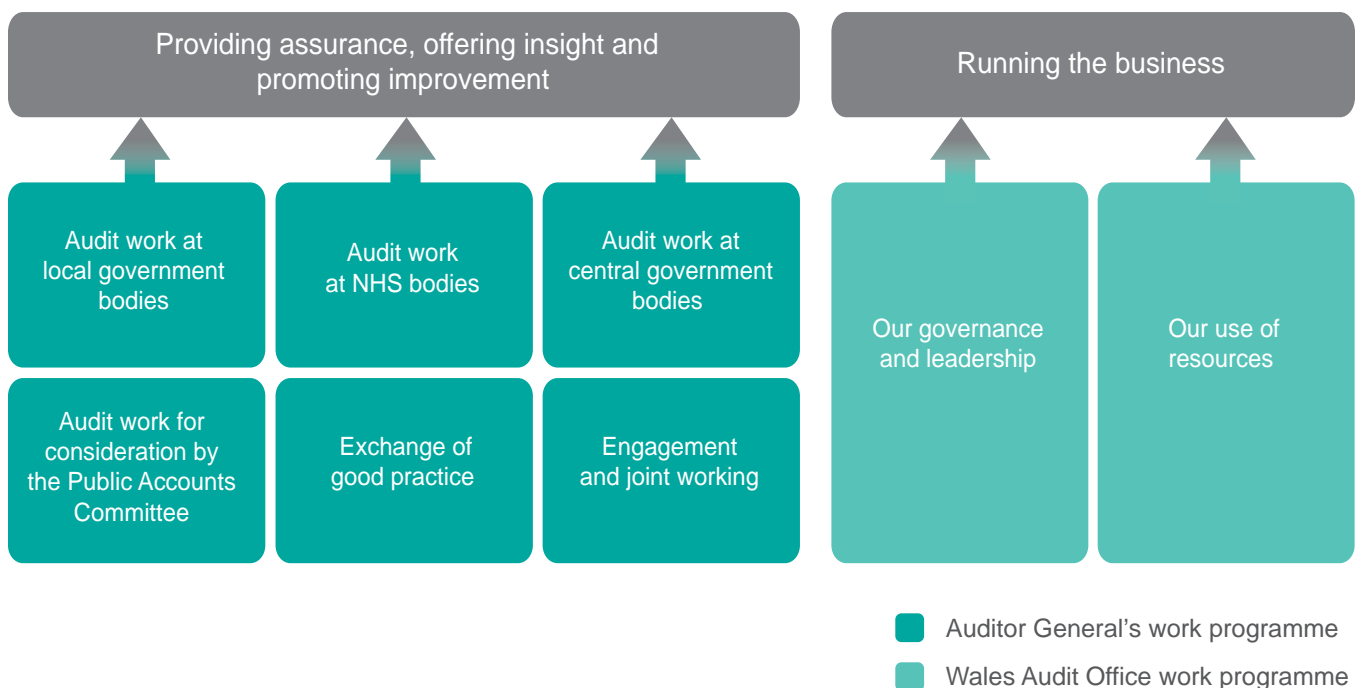 Providing assurance, offering insight and
promoting improvement
Running the business
Audit work at
local government
bodies
Audit work
at NHS bodies
Audit work at
central government
bodies
Our governance
and leadership
Our use of
resources
Audit work for
consideration by
the Public Accounts
Committee
Exchange of
good practice
Engagement
and joint working
Auditor General’s work programme
Wales Audit Office work programme